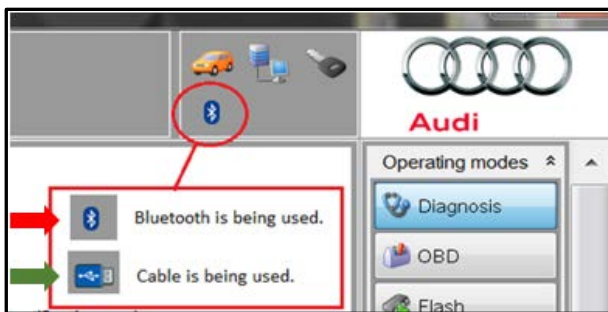 Audi
Operating modes
Diagnosis
OBD
Flash
Bluetooth is being used.
Cable is being used.